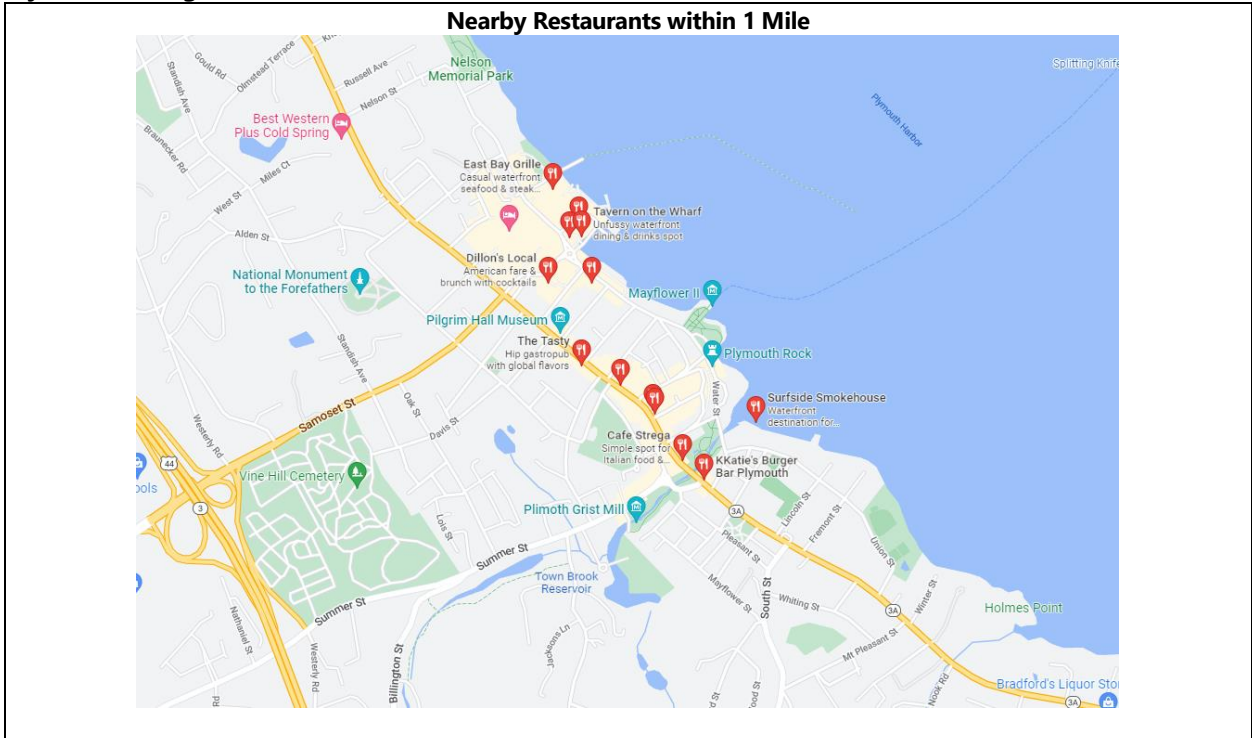 Nearby Restaurants within 1 Mile
Nelson
Memorial Park
Splitting Knife
Gould Rd
Olmstead Terrace
Standish Ave
Russell Ave
Nelson St
Plymouth Harbor
Best Western
Plus Cold Spring
Braunecker Rd
Miles Ct
West St
East Bay Grille
Casual waterfront
seafood & steak...
Tavern on the Wharf
Unfussy waterfront
dining & drinks spot
Alden St
Dillon's Local
American fare &
brunch with cocktails
National Monument
to the Forefathers
Mayflower II
Pilgrim Hall Museum
The Tasty
Hip gastropub
with global flavors
Plymouth Rock
Standish Ave
Oak St
Water St
Samoset St
Davis St
Westerly Rd
Surfside Smokehouse
Waterfront
destination for...
Cafe Strega
Simple spot for
Italian food &...
KKatie's Burger
Bar Plymouth
44
ools
Vine Hill Cemetery
3
Plimoth Grist Mill
3A
Lincoln St
Fremont St
Lois St
Pleasant St
Union St
Summer St
Town Brook
Reservoir
Mayflower St
South St
Whiting St
Winter St
Summer St
3A
Holmes Point
Nathaniel St
Westerly Rd
Billington St
Jacksons Ln
Mt Pleasant St
Nook Rd
Bradford's Liquor Stor
Rd
p St
ood St
3A